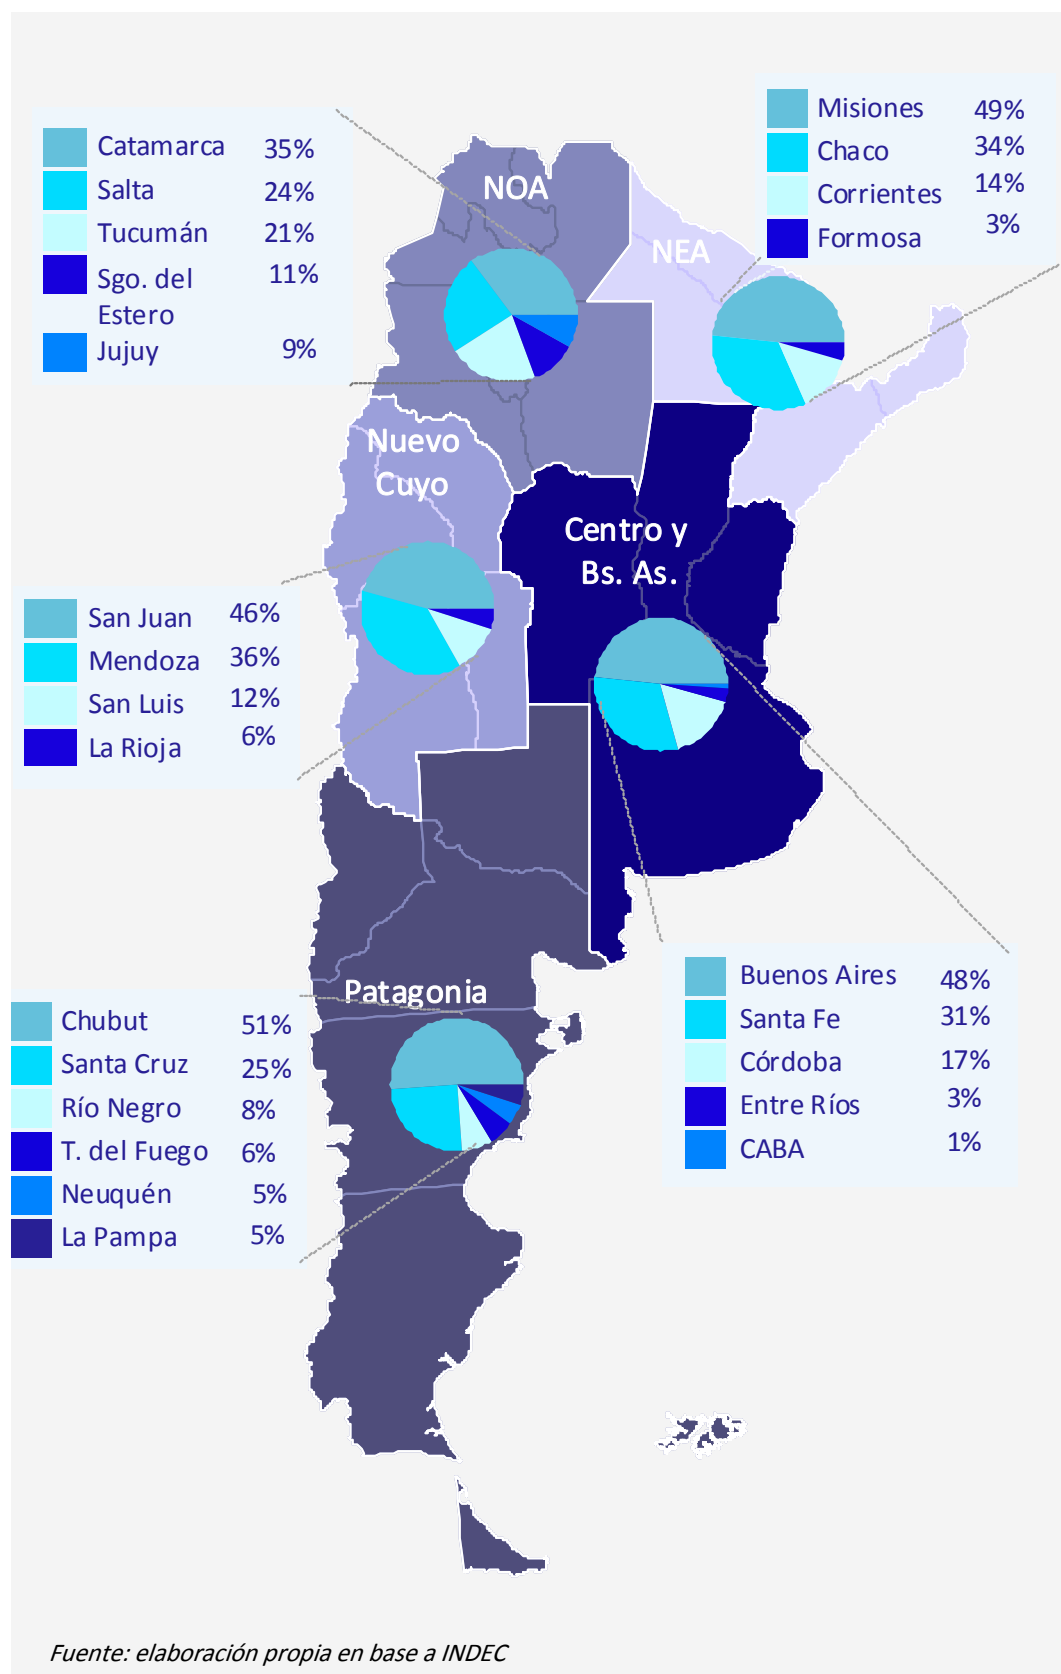 Misiones 49%
Chaco 34%
Corrientes 14%
Formosa 3%
Catamarca 35%
Salta 24%
Tucumán 21%
Sgo. del 11%
Estero
Jujuy 9%
NOA
NEA
Nuevo
Cuyo
Centro y
Bs. As.
San Juan 46%
Mendoza 36%
San Luis 12%
La Rioja 6%
Patagonia
Buenos Aires 48%
Santa Fe 31%
Córdoba 17%
Entre Ríos 3%
CABA 1%
Chubut 51%
Santa Cruz 25%
Río Negro 8%
T. del Fuego 6%
Neuquén 5%
La Pampa 5%
Fuente: elaboración propia en base a INDEC